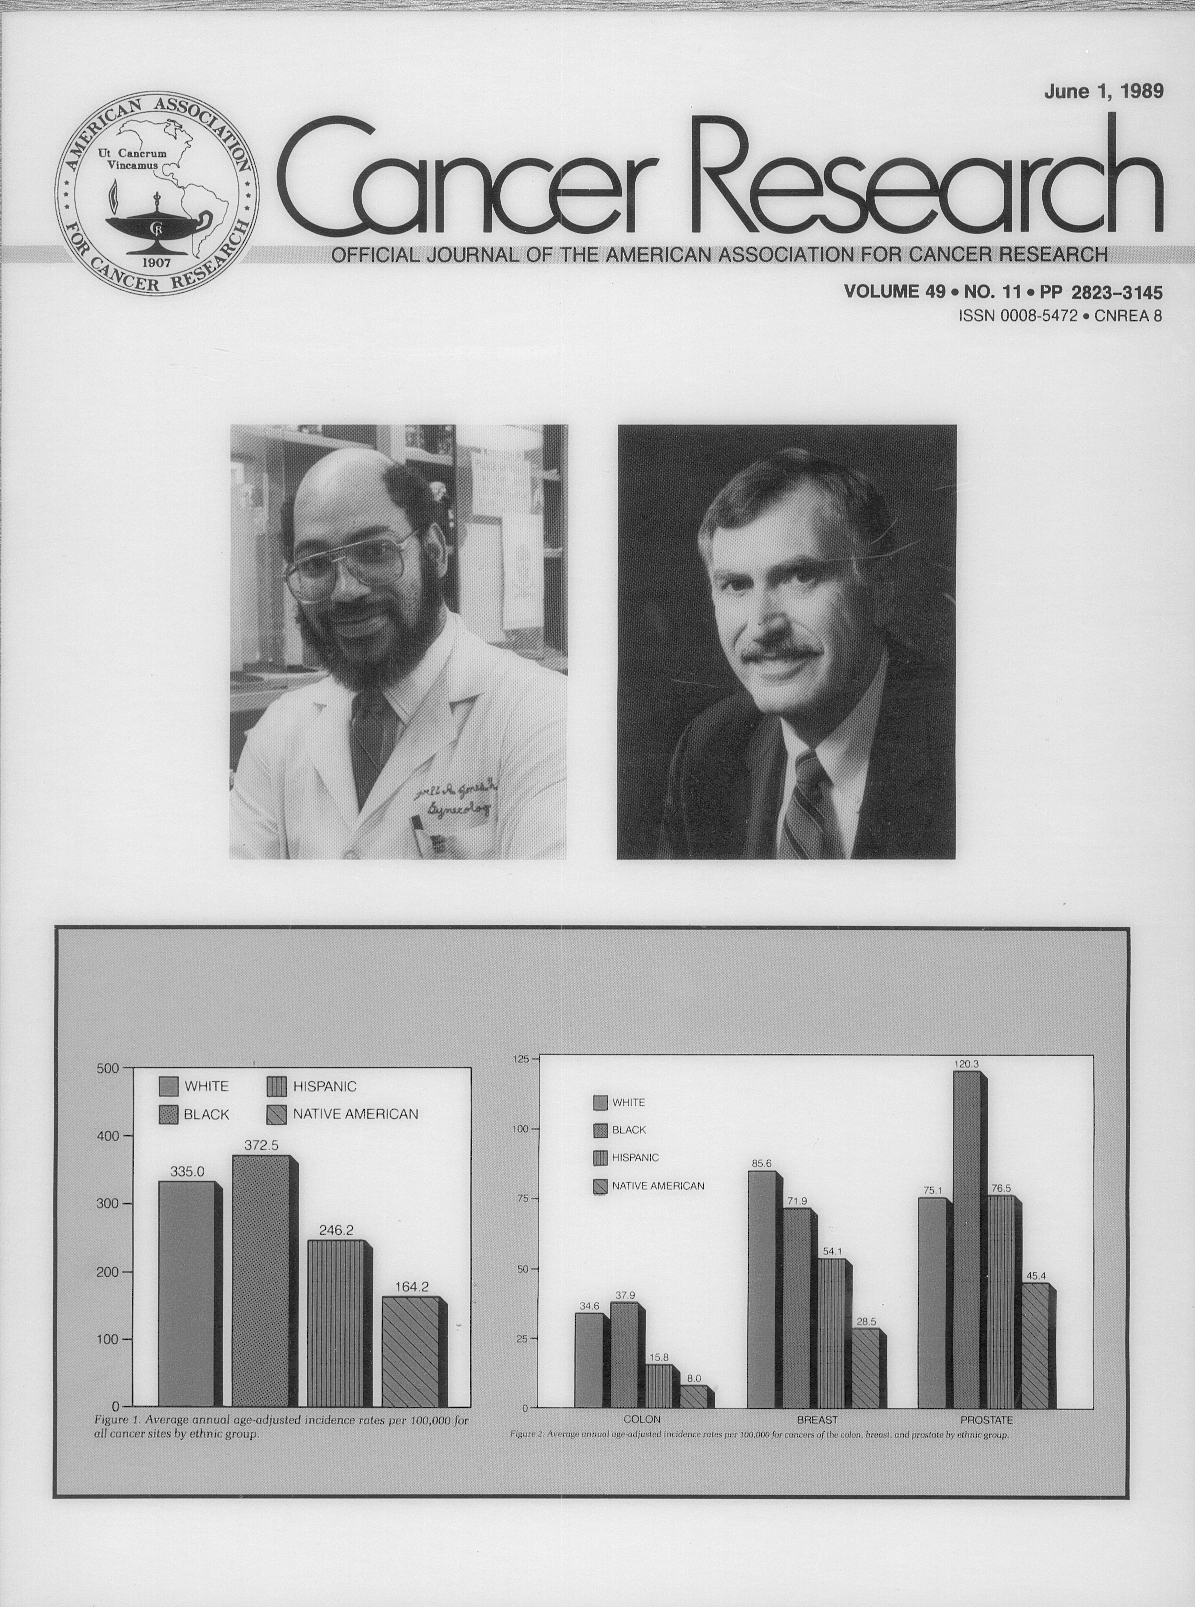 June 1, 1989
AMERICAN ASSOCIATION
FOR CANCER RESEARCH
Ut Cancrum
Vincamus
CR
1907
Cancer Research
OFFICIAL JOURNAL OF THE AMERICAN ASSOCIATION FOR CANCER RESEARCH
VOLUME 49 • NO. 11 • PP 2823–3145
ISSN 0008-5472 • CNREA 8
Jones
Gynecolog
500
400
300
200
100
0
WHITE
HISPANIC
BLACK
NATIVE AMERICAN
335.0
372.5
246.2
164.2
Figure 1. Average annual age-adjusted incidence rates per 100,000 for
all cancer sites by ethnic group.
125
100
75
50
25
0
WHITE
BLACK
HISPANIC
NATIVE AMERICAN
34.6
37.9
15.8
8.0
85.6
71.9
54.1
28.5
75.1
120.3
76.5
45.4
COLON
BREAST
PROSTATE
Figure 2. Average annual age-adjusted incidence rates per 100,000 for cancers of the colon, breast, and prostate by ethnic group.